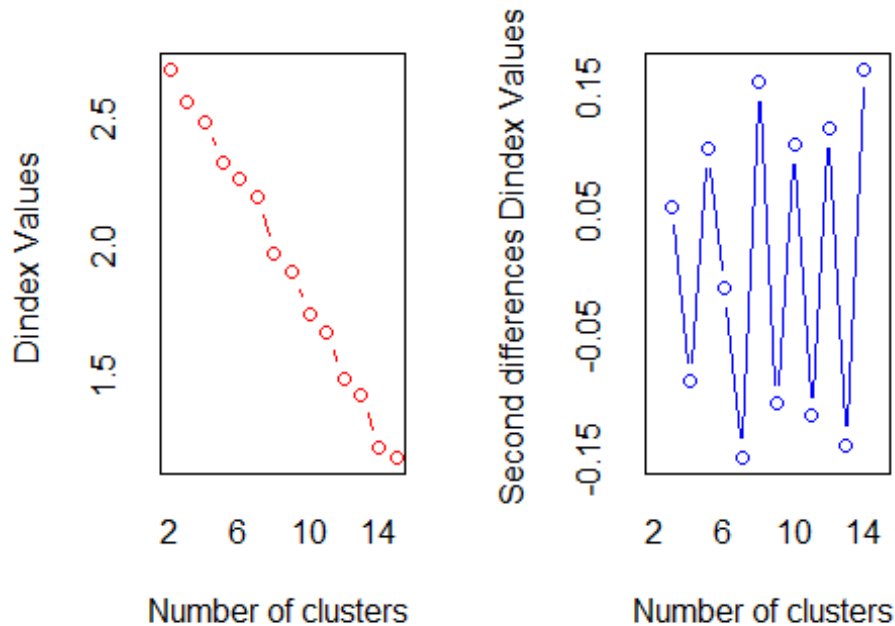 Dindex Values
2.5
2.0
1.5
2 6 10 14
Number of clusters
Second differences Dindex Values
0.15
0.05
-0.05
-0.15
2 6 10 14
Number of clusters